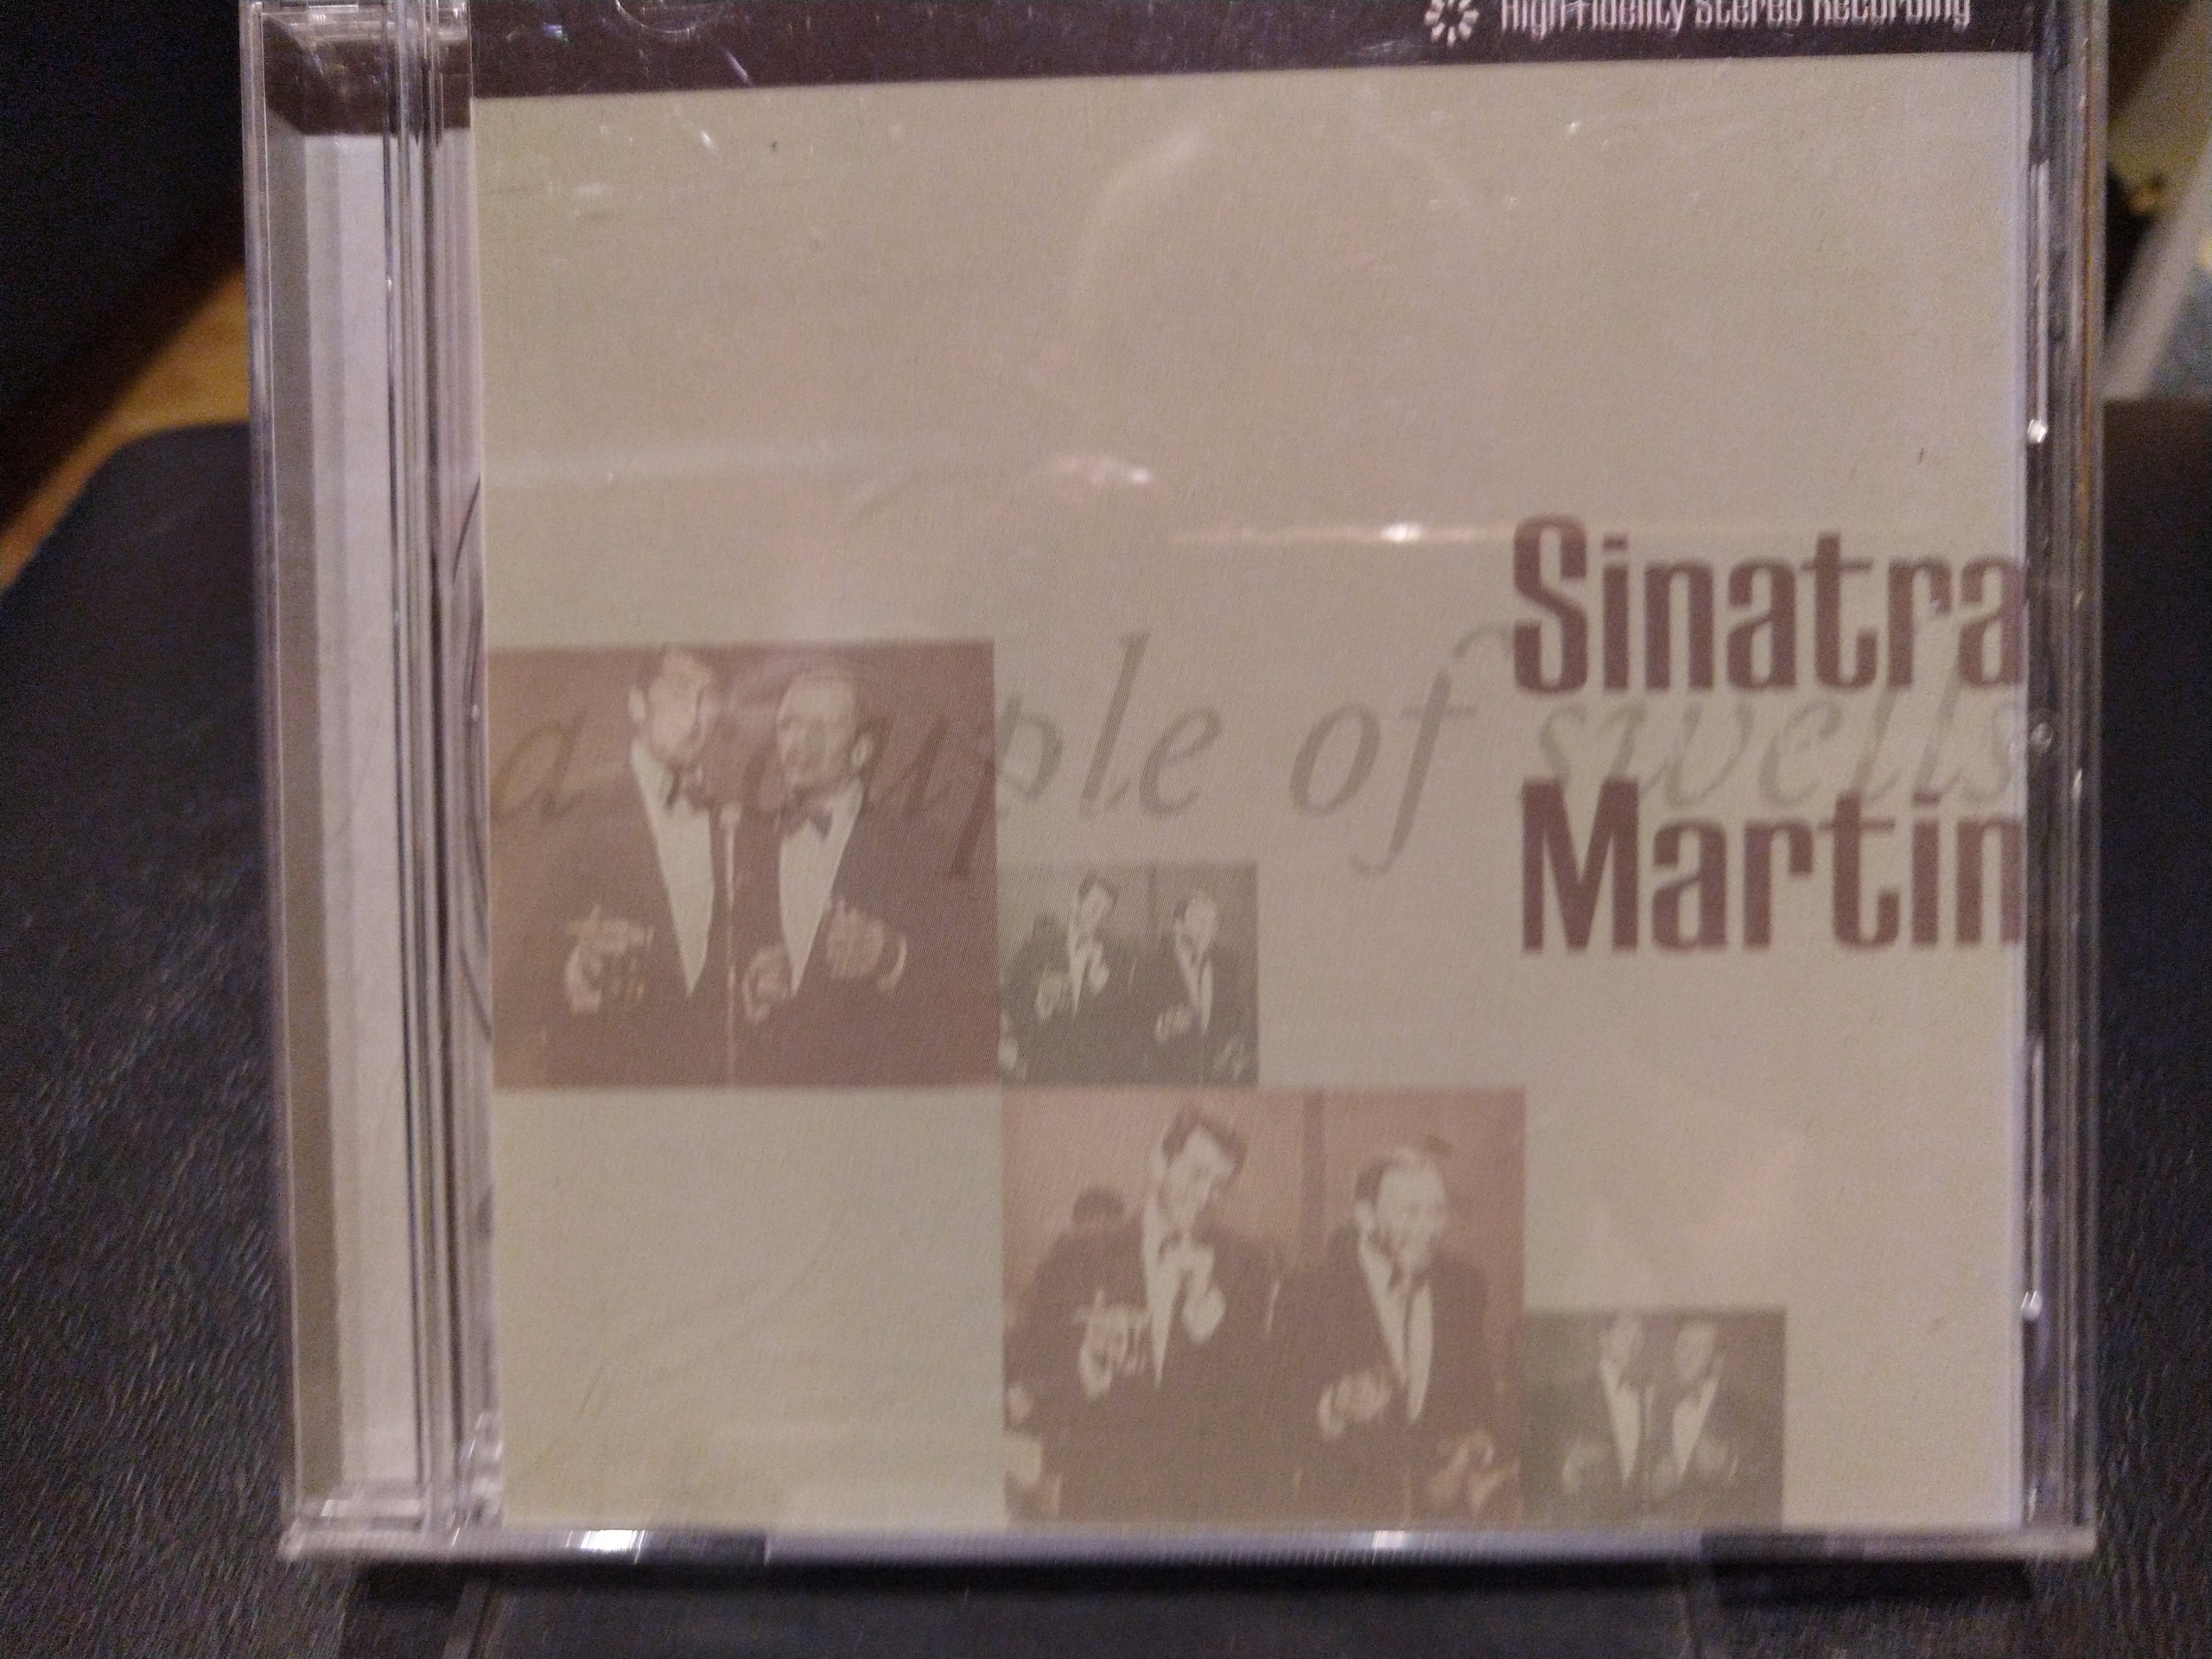 High Fidelity Stereo Recording
Sinatra
a couple of swells
Martin